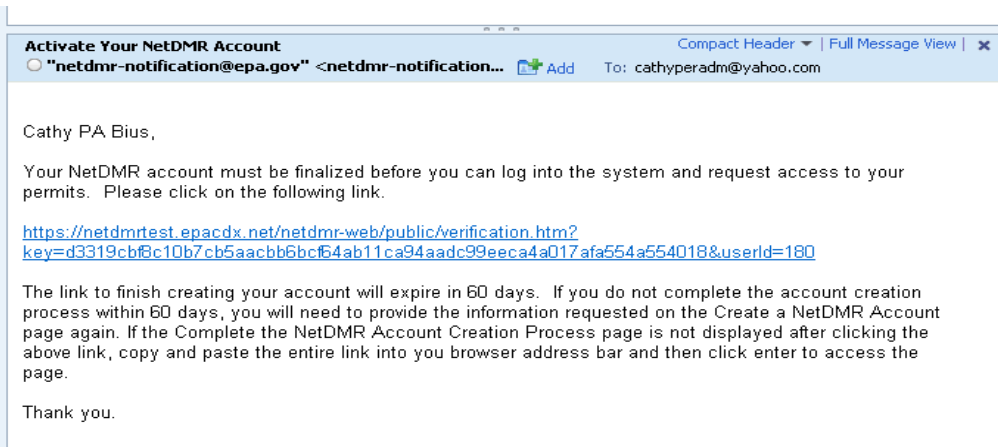 Activate Your NetDMR Account
Compact Header | Full Message View |
"netdmr-notification@epa.gov" <netdmr-notification... Add To: cathyperadm@yahoo.com
Cathy PA Bius,
Your NetDMR account must be finalized before you can log into the system and request access to your
permits. Please click on the following link.
https://netdmrtest.epacdx.net/netdmr-web/public/verification.htm?
key=d3319cbf8c10b7cb5aacbb6bcf64ab11ca94aadc99eeca4a017afa554a554018&userId=180
The link to finish creating your account will expire in 60 days. If you do not complete the account creation
process within 60 days, you will need to provide the information requested on the Create a NetDMR Account
page again. If the Complete the NetDMR Account Creation Process page is not displayed after clicking the
above link, copy and paste the entire link into you browser address bar and then click enter to access the
page.
Thank you.